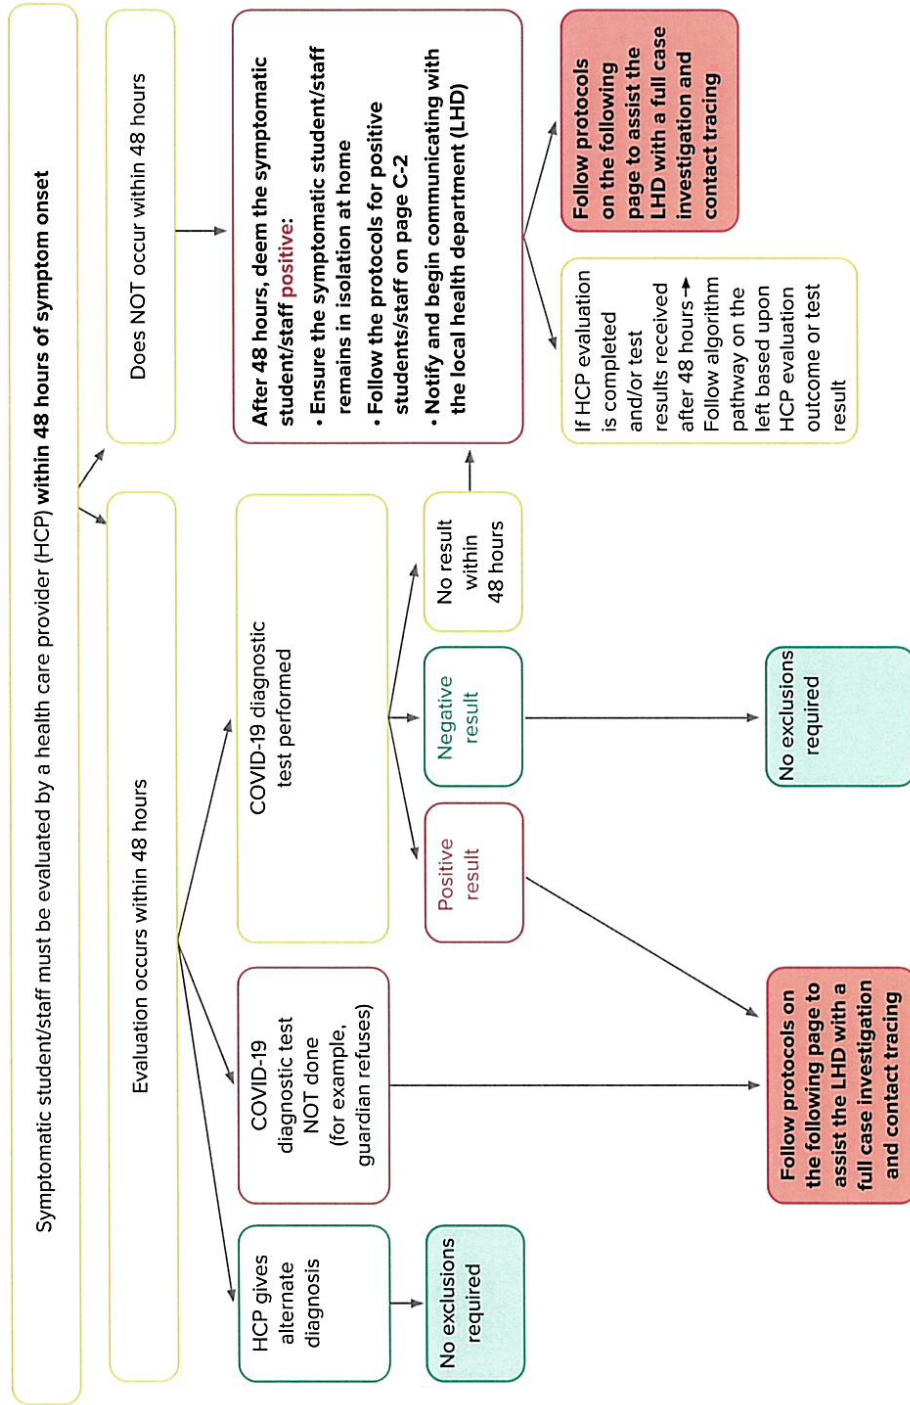 Symptomatic student/staff must be evaluated by a health care provider (HCP) within 48 hours of symptom onset
Evaluation occurs within 48 hours
Does NOT occur within 48 hours
HCP gives
alternate
diagnosis
COVID-19
diagnostic test
NOT done
(for example,
guardian refuses)
COVID-19 diagnostic
test performed
After 48 hours, deem the symptomatic
student/staff positive:
• Ensure the symptomatic student/staff
remains in isolation at home
• Follow the protocols for positive
students/staff on page C-2
• Notify and begin communicating with
the local health department (LHD)
No exclusions
required
Positive
result
Negative
result
No result
within
48 hours
If HCP evaluation
is completed
and/or test
results received
after 48 hours→
Follow algorithm
pathway on the
left based upon
HCP evaluation
outcome or test
result
Follow protocols
on the following
page to assist the
LHD with a full case
investigation and
contact tracing
Follow protocols on
the following page to
assist the LHD with a
full case investigation
and contact tracing
No exclusions
required